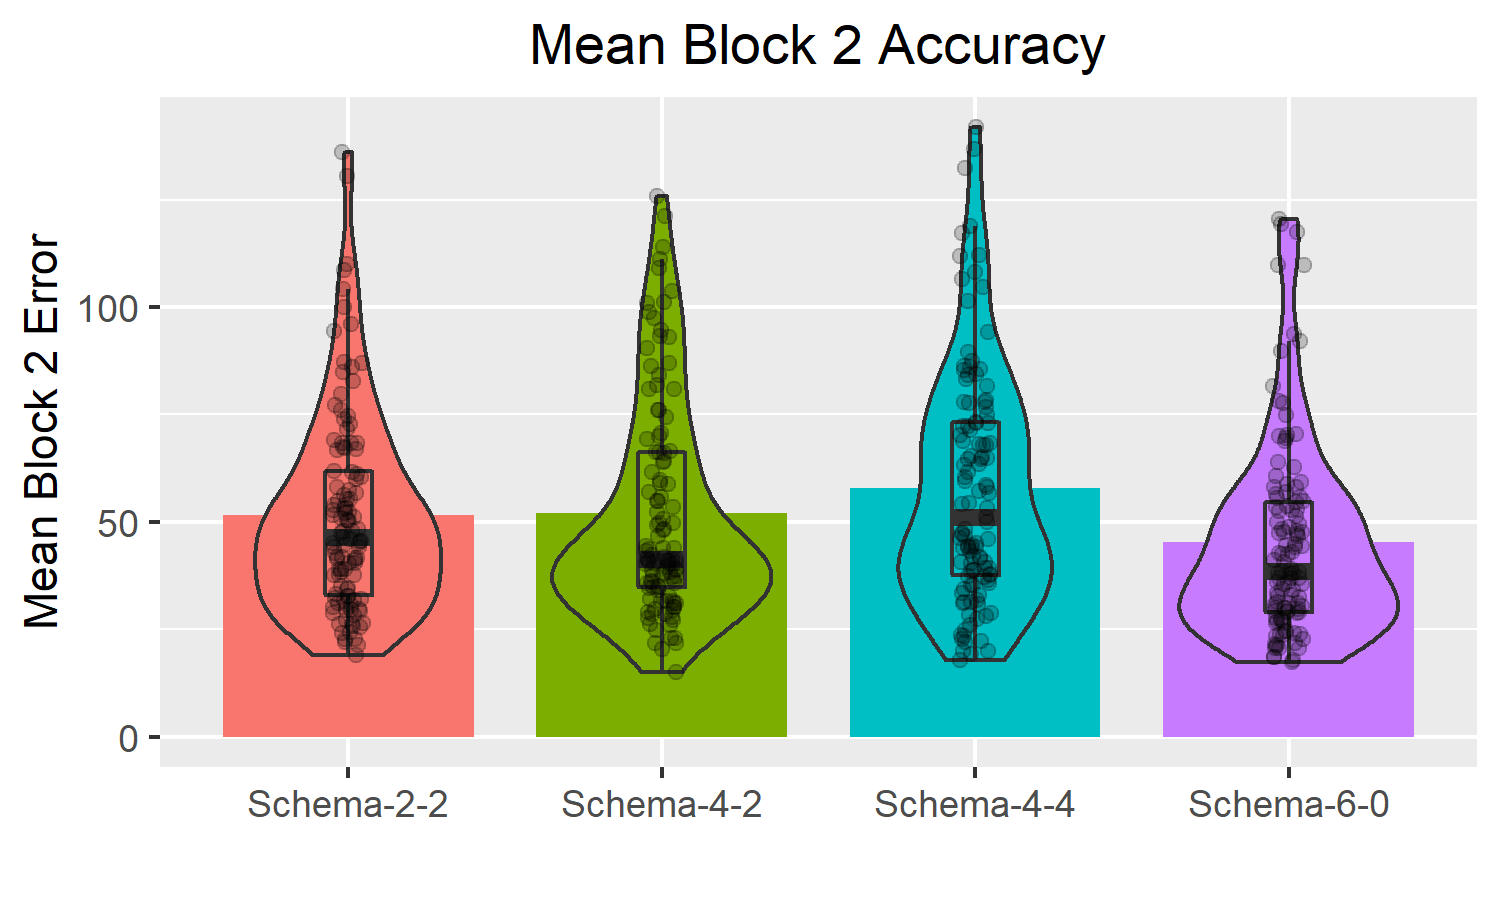 Mean Block 2 Accuracy
Mean Block 2 Error
100
50
0
Schema-2-2
Schema-4-2
Schema-4-4
Schema-6-0